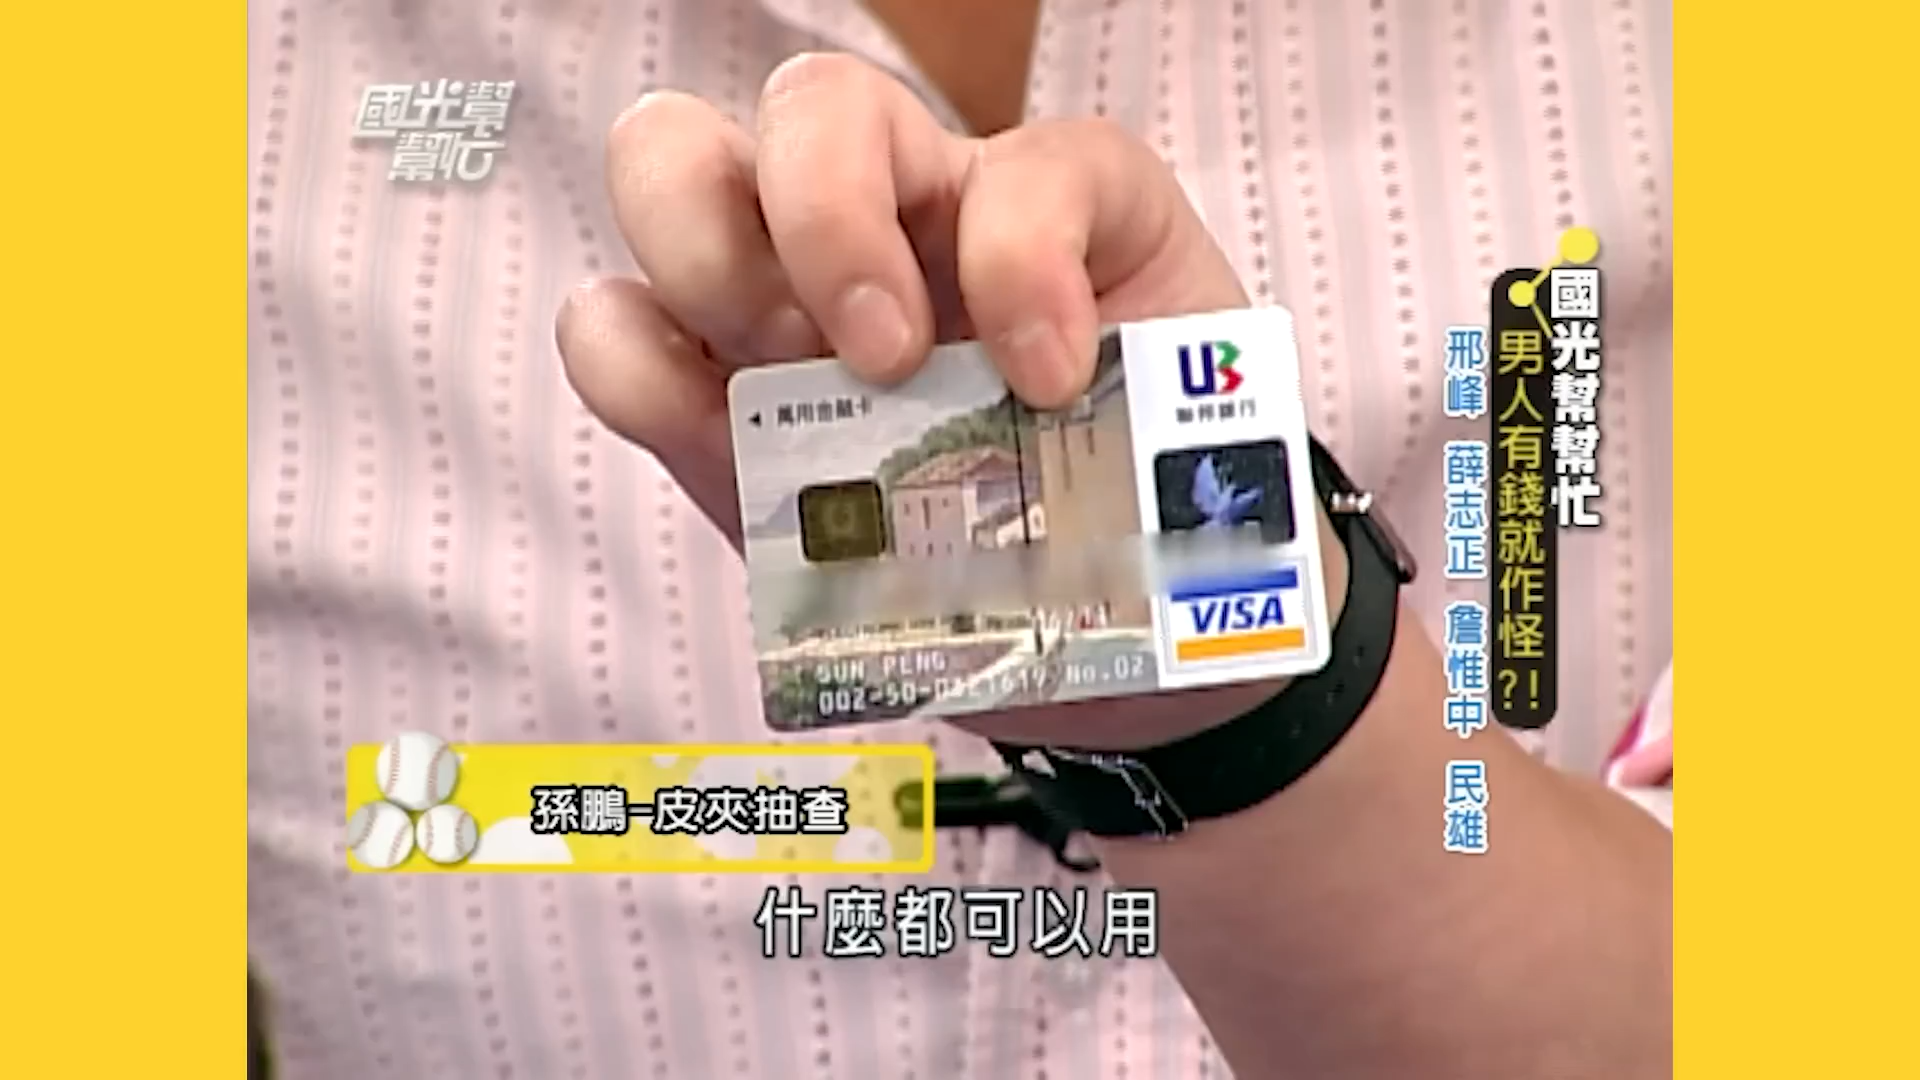 國光幫
幫忙
國光幫幫忙
男人有錢就作怪?!
邢峰 薛志正 詹惟中 民雄
萬用金融卡
UB
聯邦銀行
VISA
SUN PENG
No.02
孫鵬-皮夾抽查
什麼都可以用